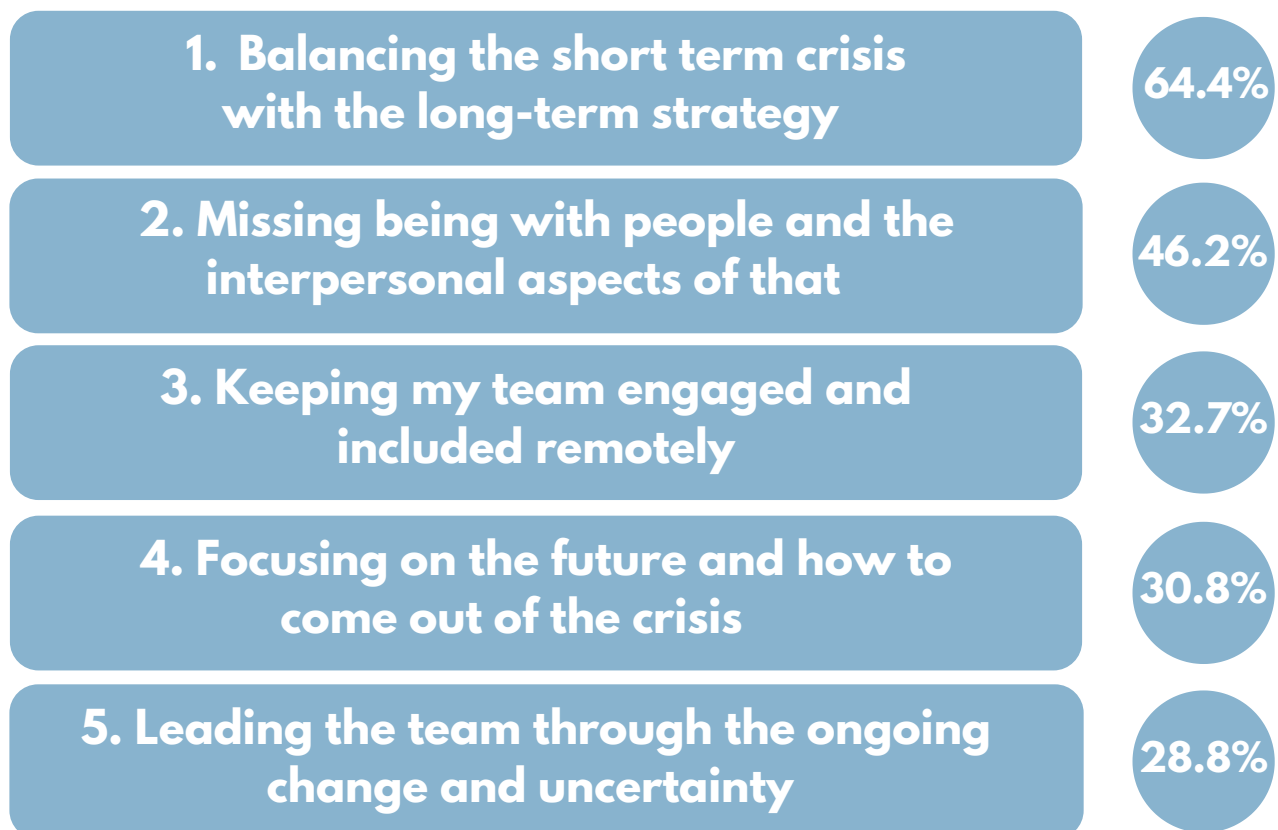 1. Balancing the short term crisis
with the long-term strategy
64.4%
2. Missing being with people and the
interpersonal aspects of that
46.2%
3. Keeping my team engaged and
included remotely
32.7%
4. Focusing on the future and how to
come out of the crisis
30.8%
5. Leading the team through the ongoing
change and uncertainty
28.8%